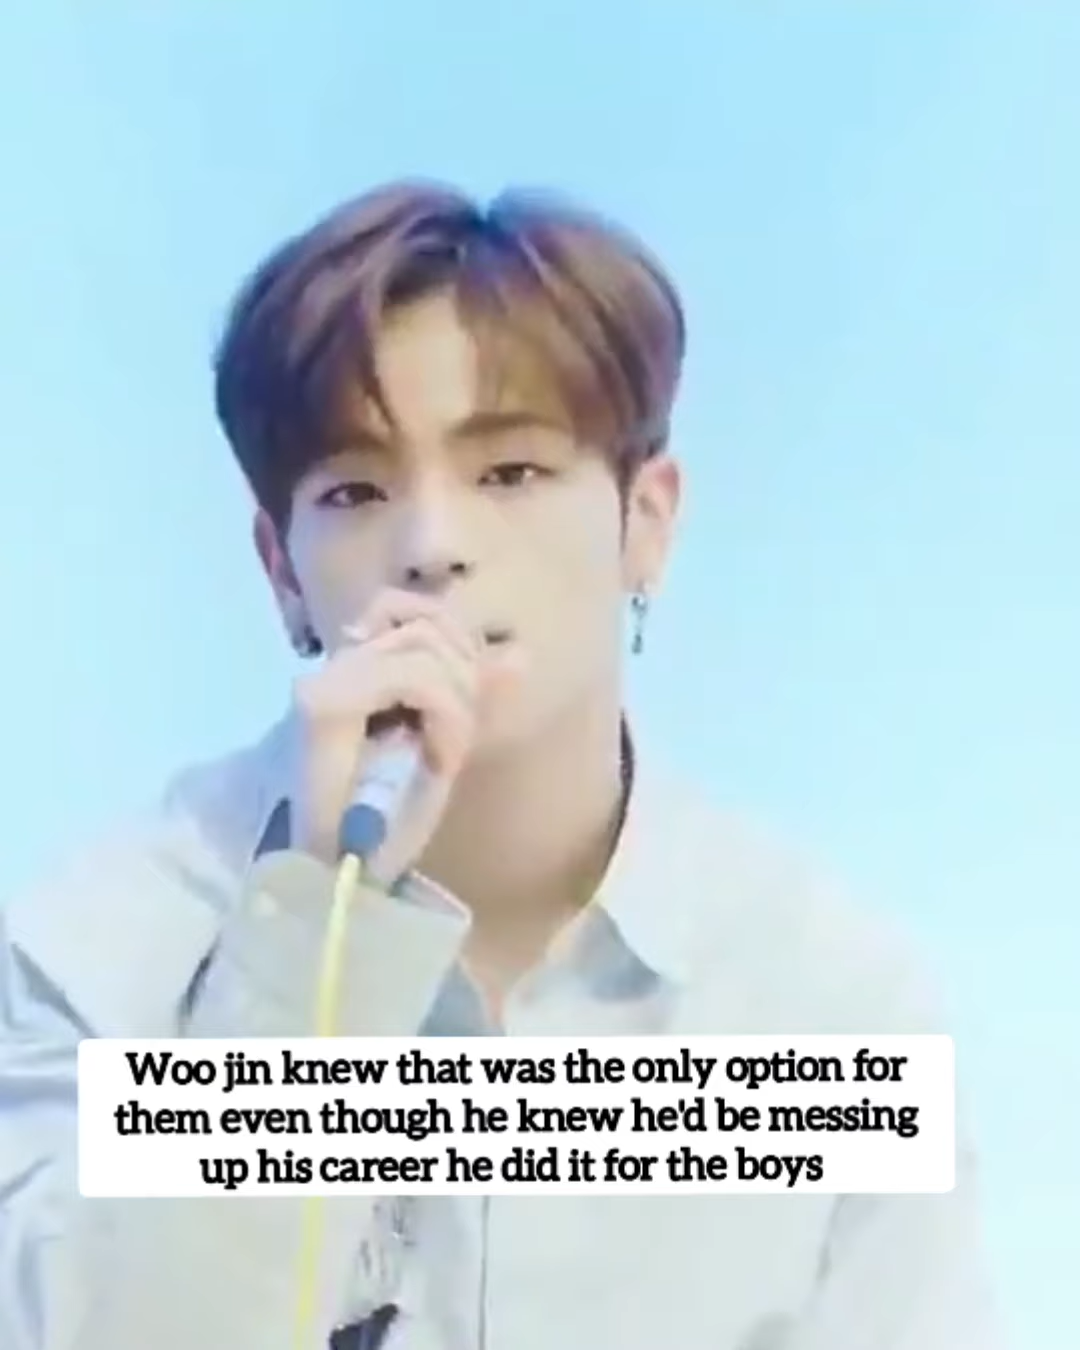 Woo jin knew that was the only option for
them even though he knew he'd be messing
up his career he did it for the boys